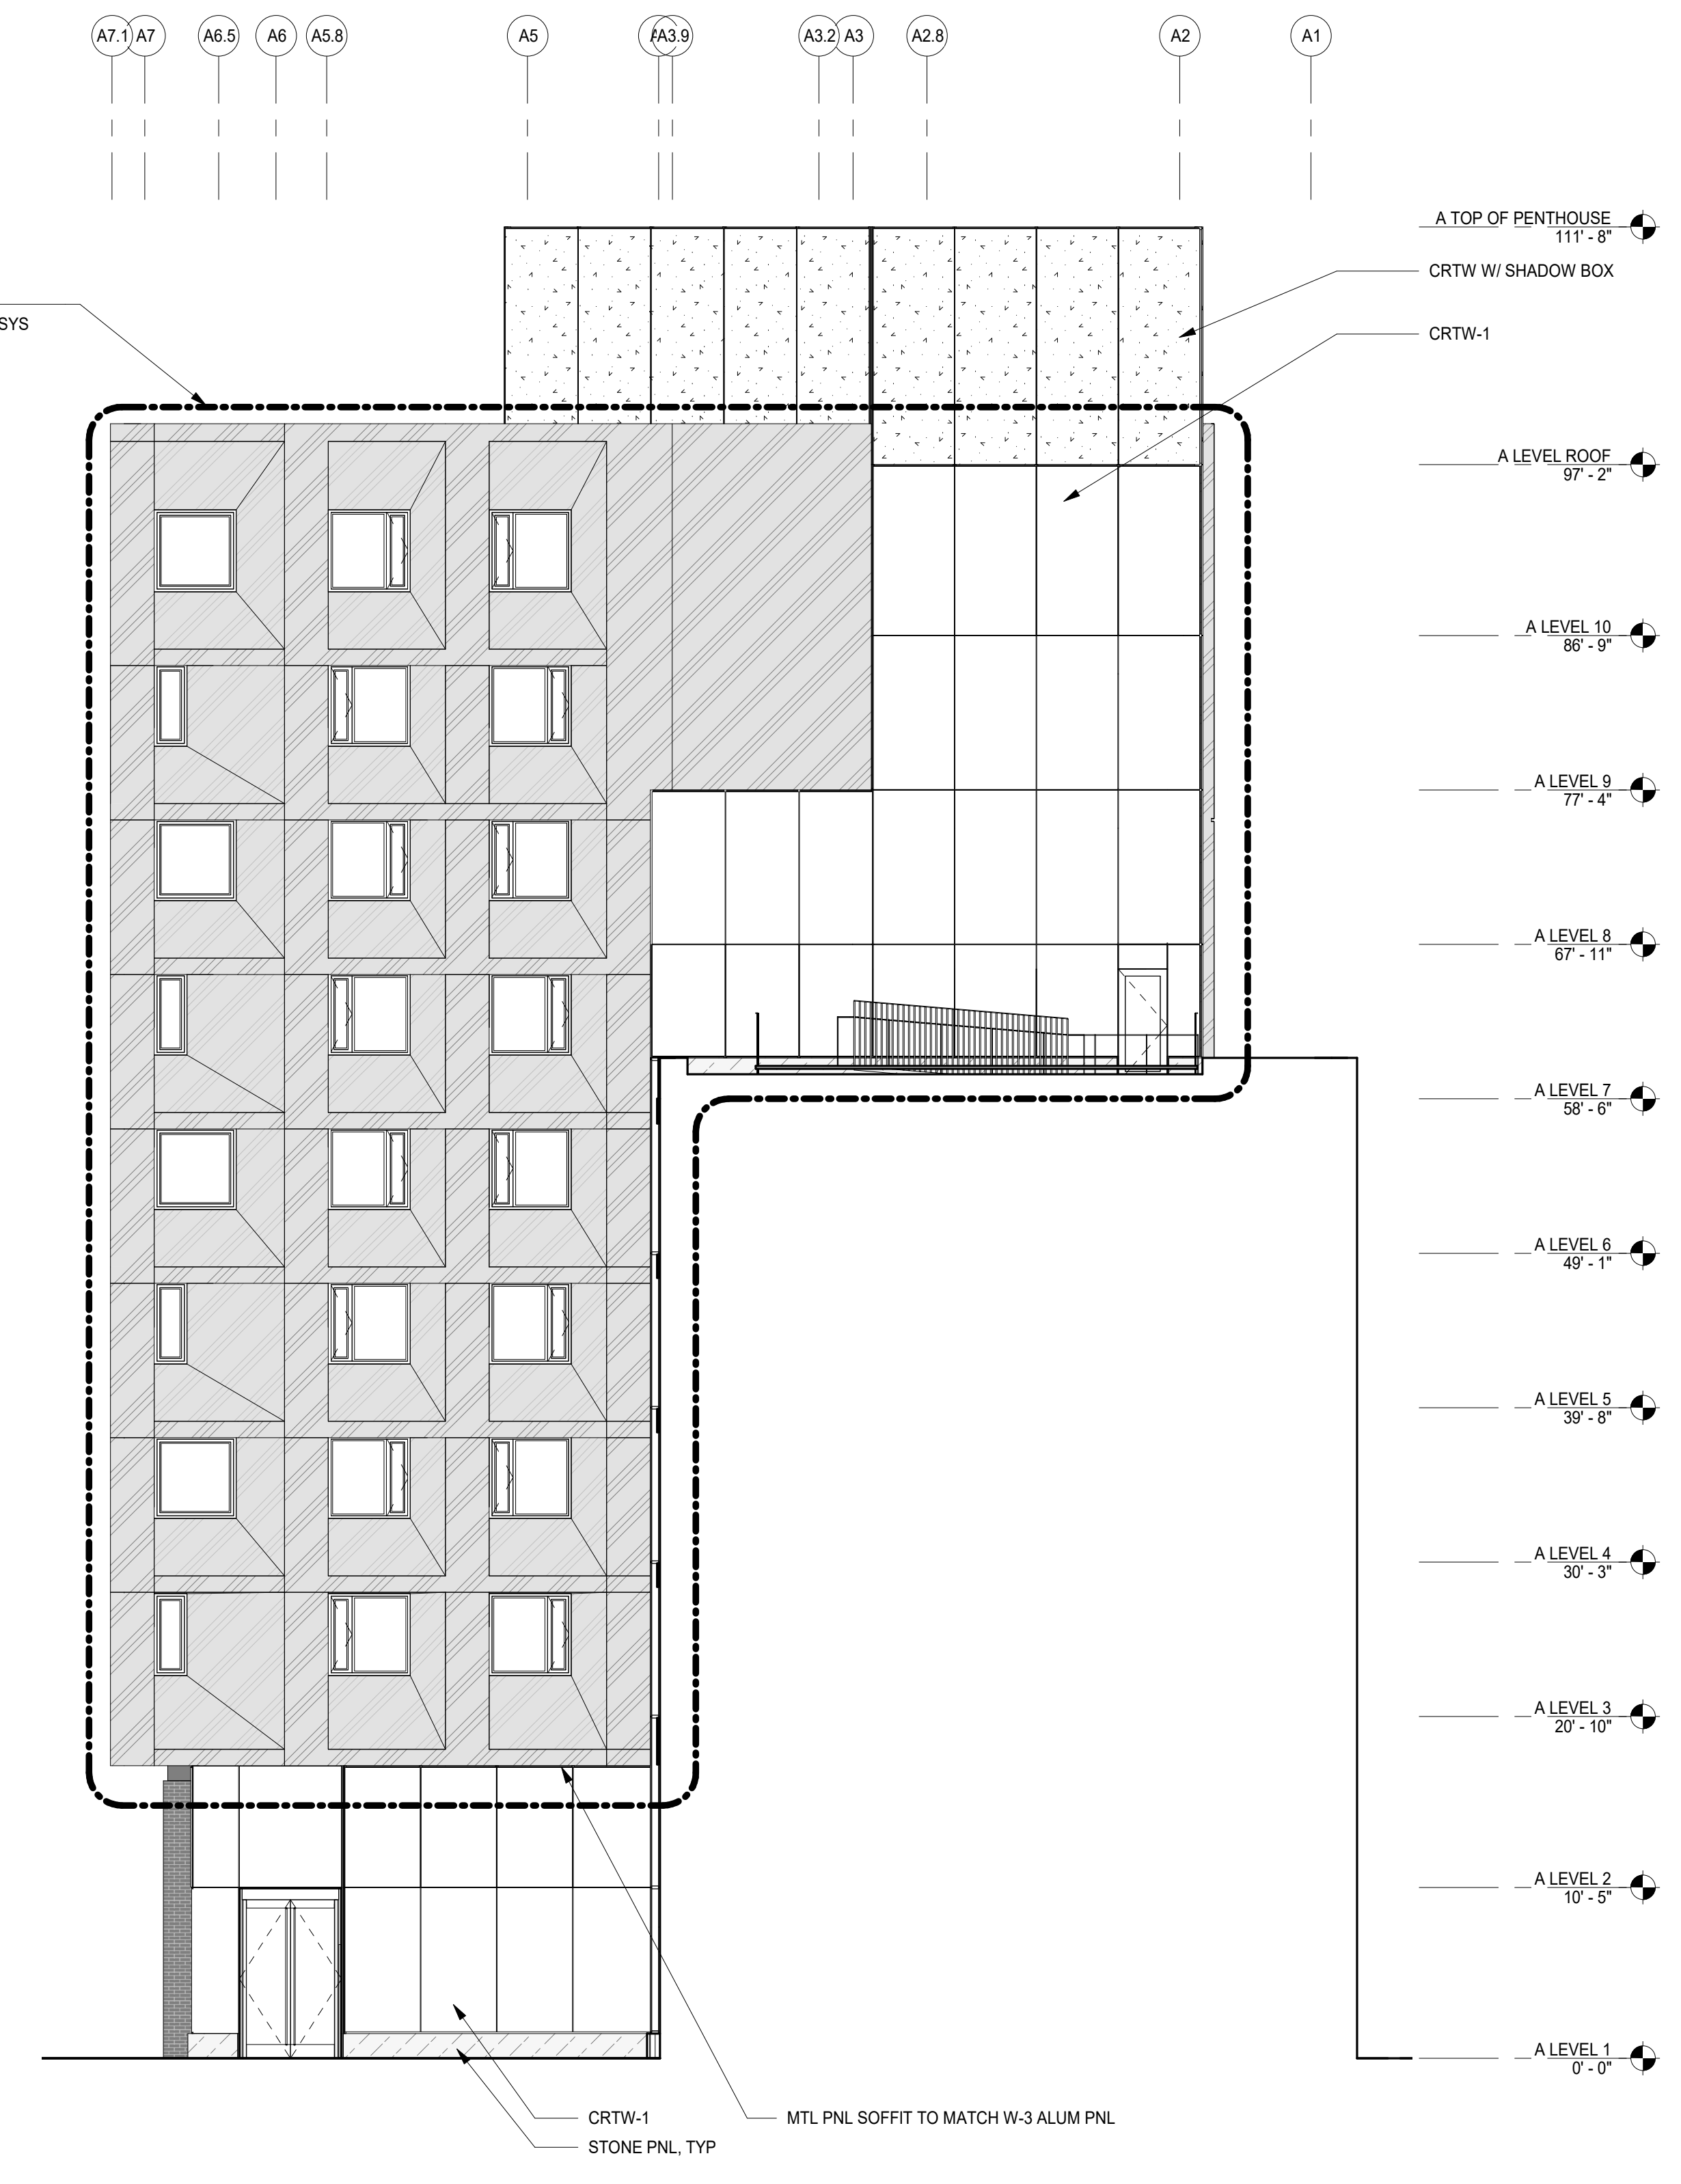 A7.1
A7
A6.5
A6
A5.8
A5
A3.9
A3.2
A3
A2.8
A2
A1
A TOP OF PENTHOUSE
111' - 8"
CRTW W/ SHADOW BOX
SYS
CRTW-1
A LEVEL ROOF
97' - 2"
A LEVEL 10
86' - 9"
A LEVEL 9
77' - 4"
A LEVEL 8
67' - 11"
A LEVEL 7
58' - 6"
A LEVEL 6
49' - 1"
A LEVEL 5
39' - 8"
A LEVEL 4
30' - 3"
A LEVEL 3
20' - 10"
A LEVEL 2
10' - 5"
A LEVEL 1
0' - 0"
CRTW-1
MTL PNL SOFFIT TO MATCH W-3 ALUM PNL
STONE PNL, TYP